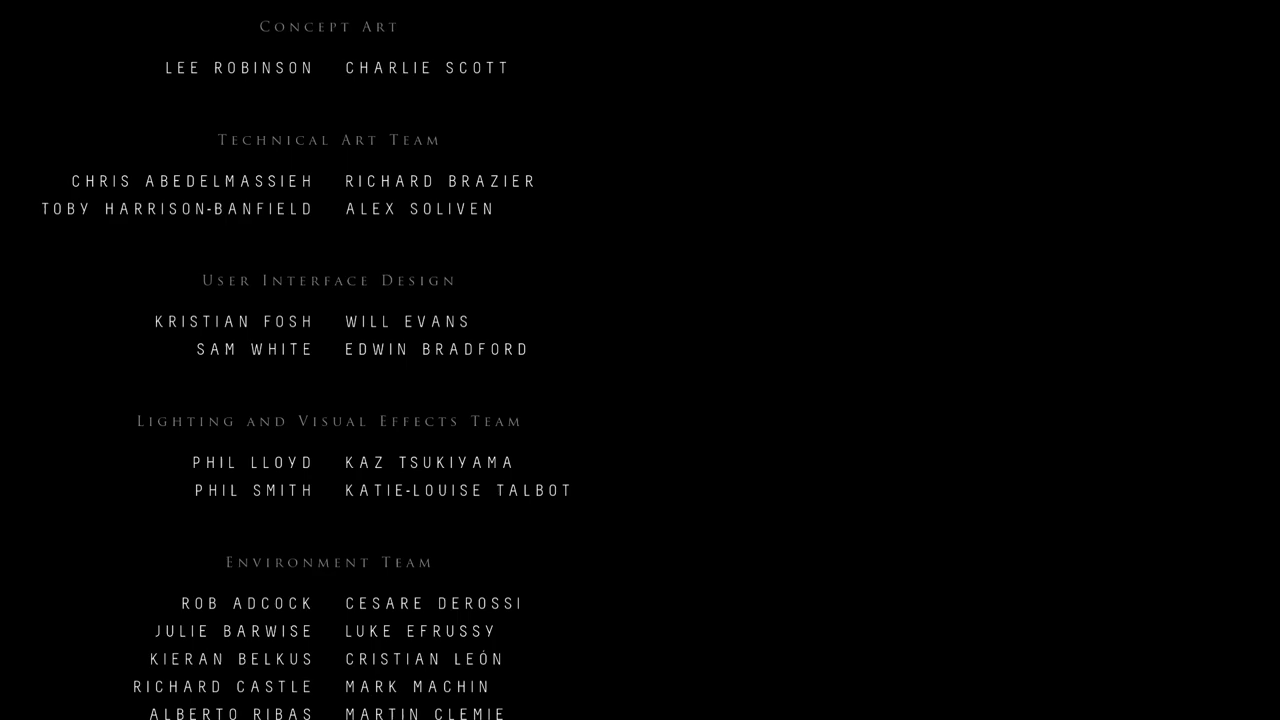 Concept Art
LEE ROBINSON CHARLIE SCOTT
Technical Art Team
CHRIS ABEDELMASSIEH RICHARD BRAZIER
TOBY HARRISON-BANFIELD ALEX SOLIVEN
User Interface Design
KRISTIAN FOSH WILL EVANS
SAM WHITE EDWIN BRADFORD
Lighting and Visual Effects Team
PHIL LLOYD KAZ TSUKIYAMA
PHIL SMITH KATIE-LOUISE TALBOT
Environment Team
ROB ADCOCK CESARE DEROSSI
JULIE BARWISE LUKE EFRUSSY
KIERAN BELKUS CRISTIAN LEÓN
RICHARD CASTLE MARK MACHIN
ALBERTO RIBAS MARTIN CLEMIE